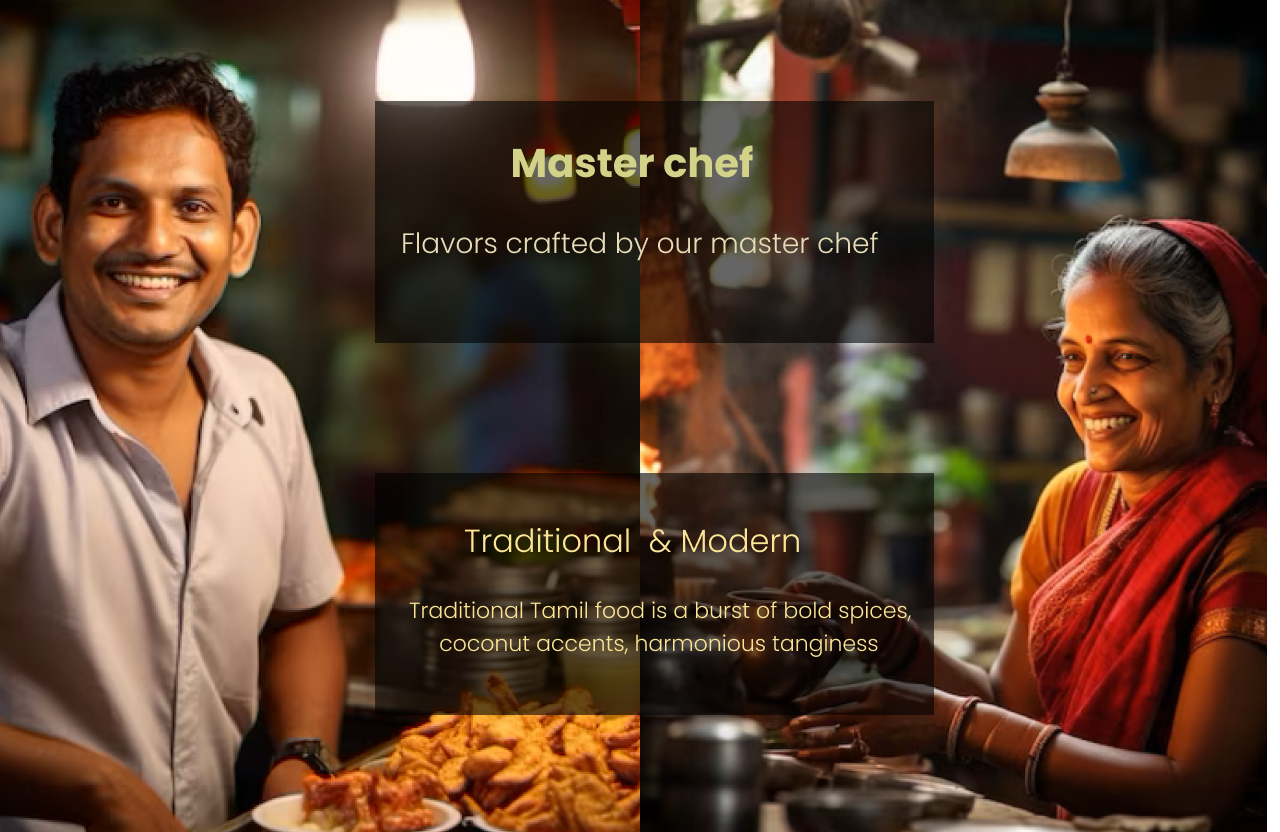 Master chef
Flavors crafted by our master chef
Traditional & Modern
Traditional Tamil food is a burst of bold spices,
coconut accents, harmonious tanginess